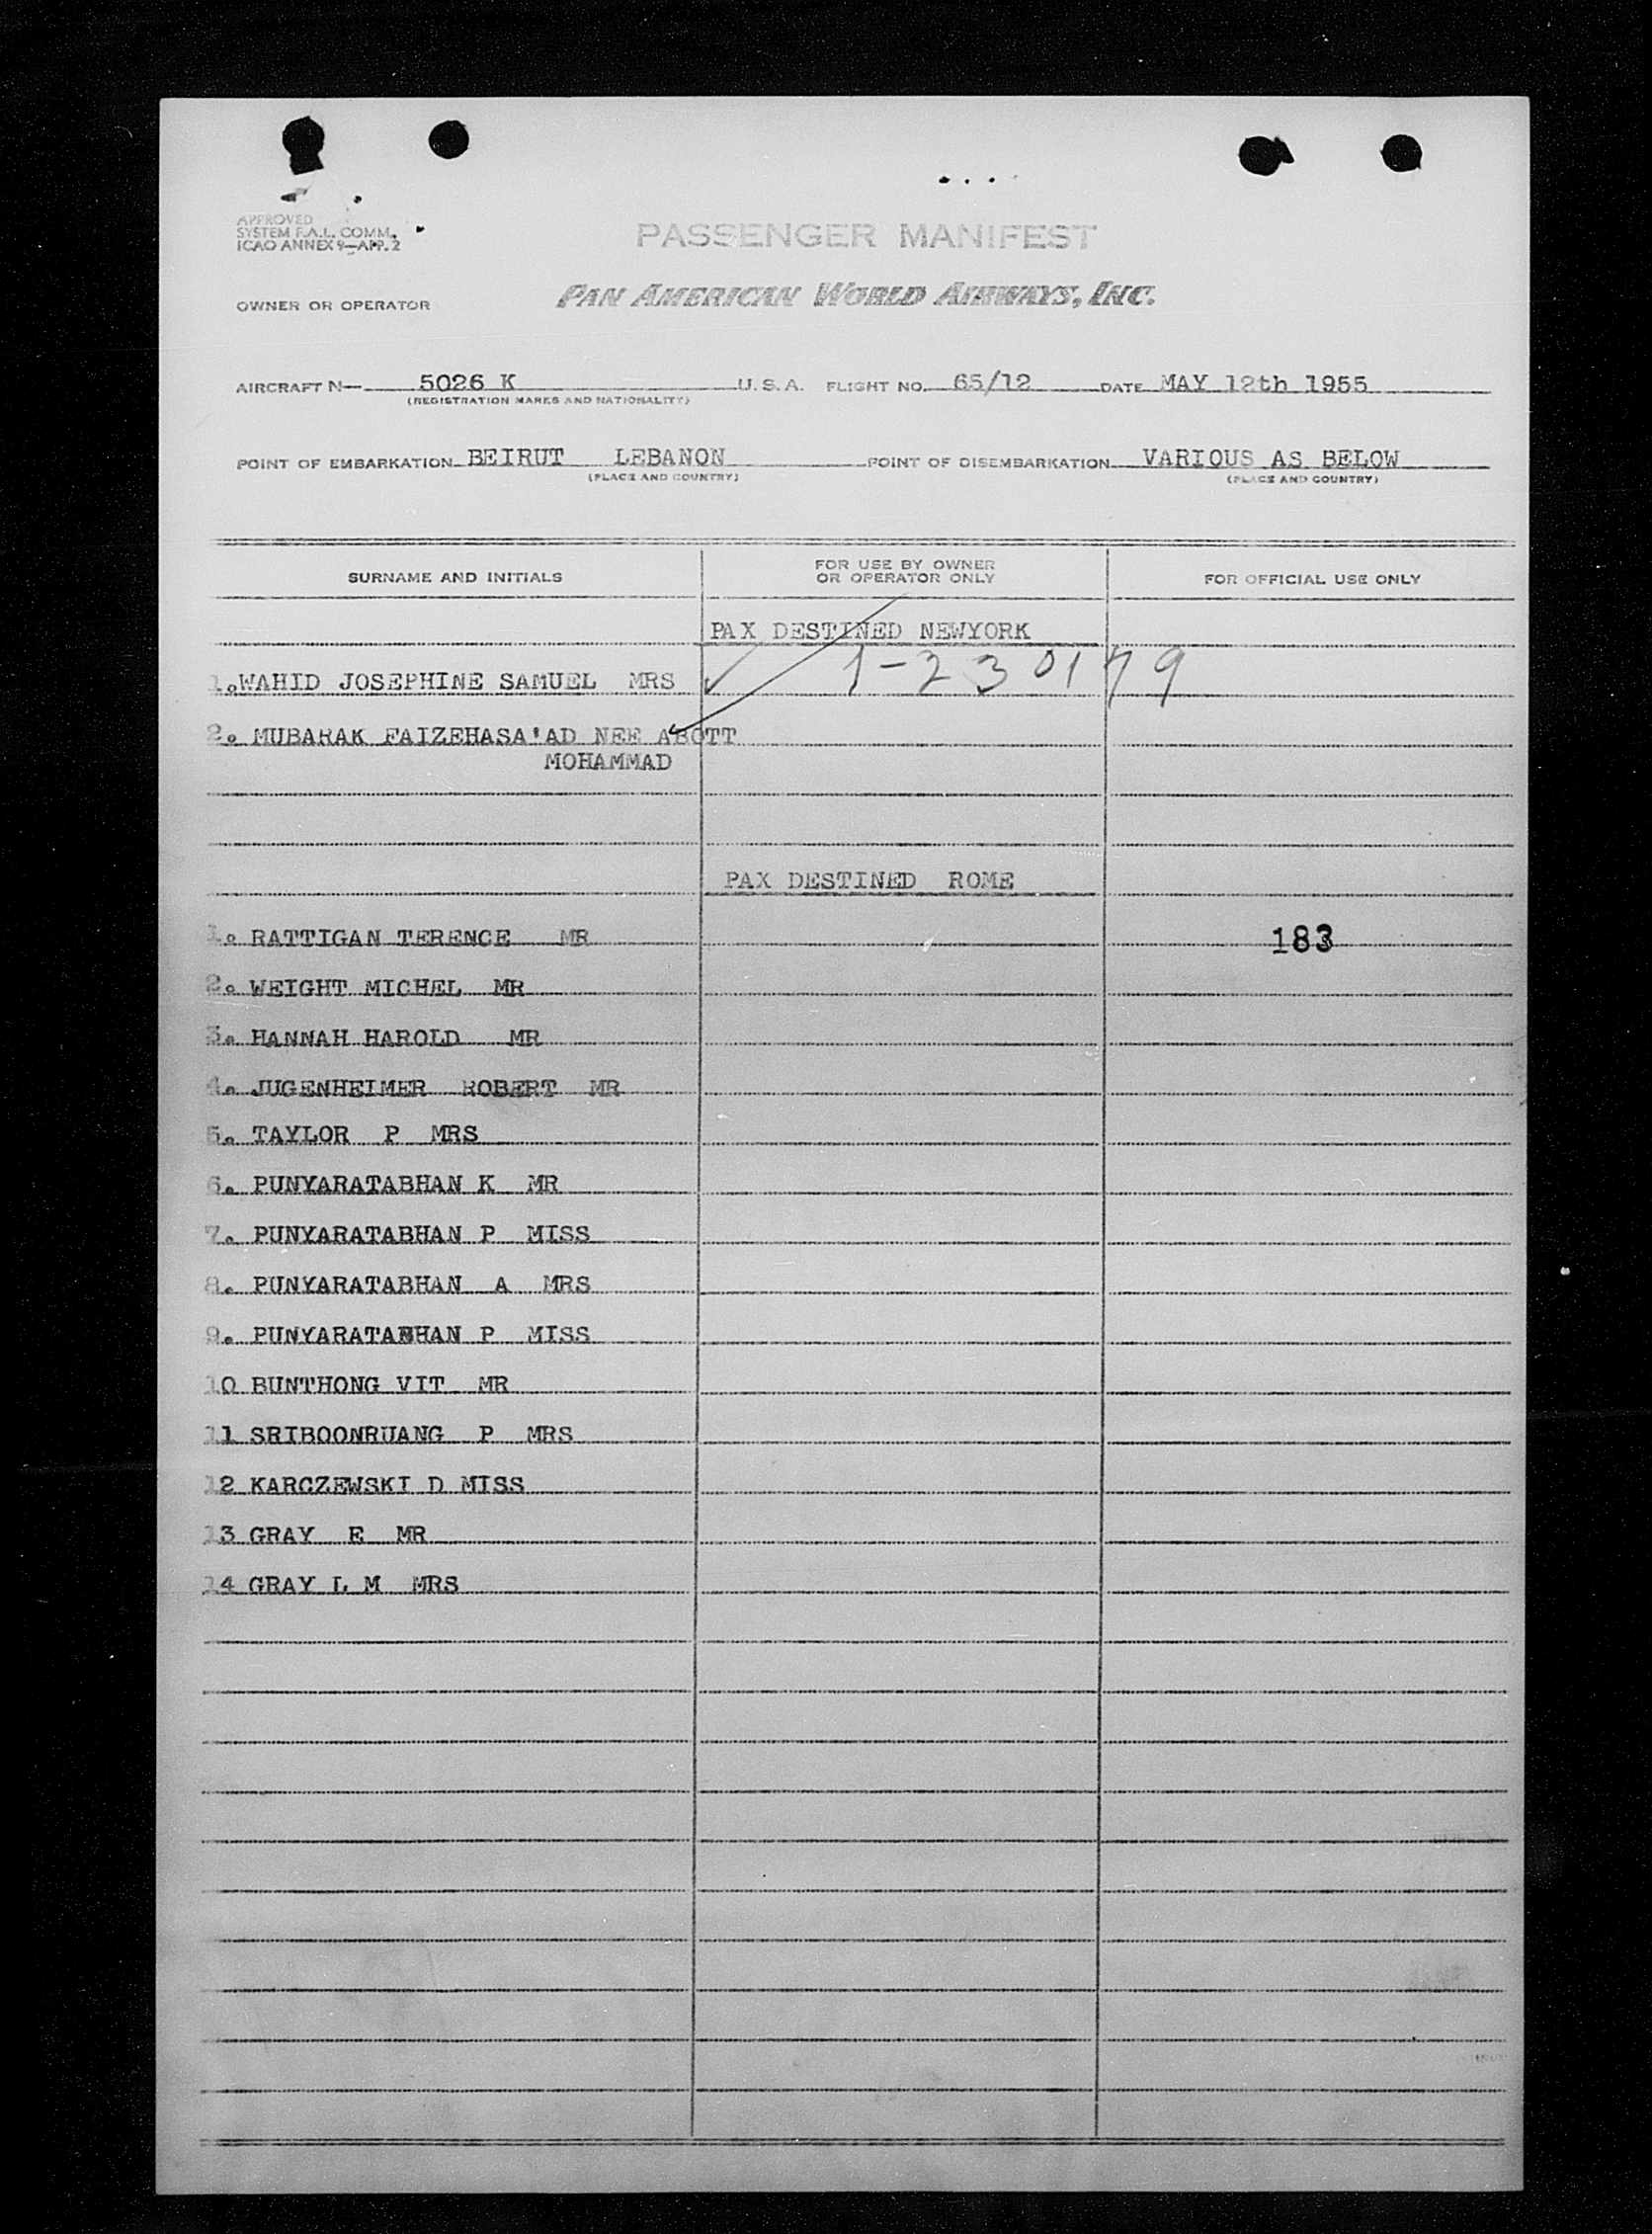 APPROVED
SYSTEM F.A.L. COMM.
ICAO ANNEX 9—APP. 2
PASSENGER MANIFEST
OWNER OR OPERATOR PAN AMERICAN WORLD AIRWAYS, INC.
AIRCRAFT N— 5026 K U. S. A. FLIGHT NO. 65/12 DATE MAY 12th 1955
(REGISTRATION MARKS AND NATIONALITY)
POINT OF EMBARKATION BEIRUT LEBANON POINT OF DISEMBARKATION VARIOUS AS BELOW
(PLACE AND COUNTRY) (PLACE AND COUNTRY)
SURNAME AND INITIALS
FOR USE BY OWNER
OR OPERATOR ONLY
FOR OFFICIAL USE ONLY
PAX DESTINED NEWYORK
1. WAHID JOSEPHINE SAMUEL MRS ✓ 1-230179
2. MUBARAK FAIZEHASA'AD NEE ABOTT
MOHAMMAD
PAX DESTINED ROME
1. RATTIGAN TERENCE MR 183
2. WEIGHT MICHEL MR
3. HANNAH HAROLD MR
4. JUGENHEIMER ROBERT MR
5. TAYLOR P MRS
6. PUNYARATABHAN K MR
7. PUNYARATABHAN P MISS
8. PUNYARATABHAN A MRS
9. PUNYARATABHAN P MISS
10 BUNTHONG VIT MR
11 SRIBOONRUANG P MRS
12 KARCZEWSKI D MISS
13 GRAY E MR
14 GRAY L M MRS